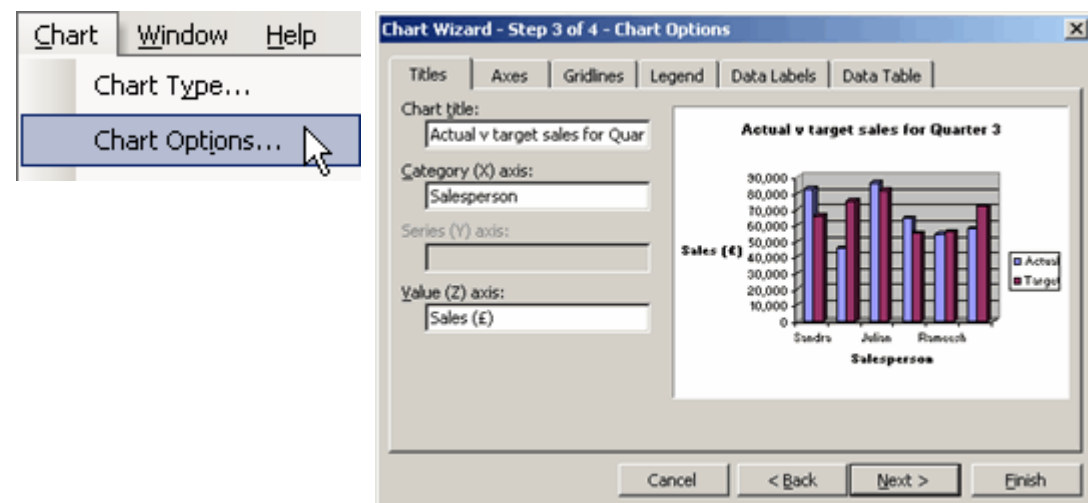 Chart Window Help
Chart Type...
Chart Options...
Chart Wizard - Step 3 of 4 - Chart Options
Titles Axes Gridlines Legend Data Labels Data Table
Chart title:
Actual v target sales for Quar
Category (X) axis:
Salesperson
Series (Y) axis:
Value (Z) axis:
Sales (£)
Actual v target sales for Quarter 3
90,000
80,000
70,000
60,000
50,000
40,000
30,000
20,000
10,000
0
Sales (£)
Actual
Target
Sandra Julian Rameesh
Salesperson
Cancel < Back Next > Finish